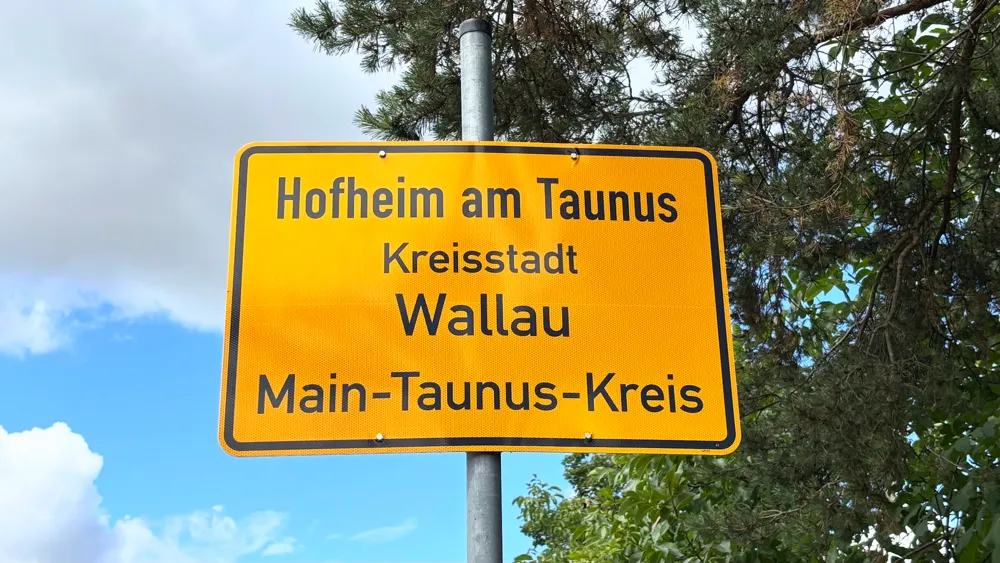 Hofheim am Taunus
Kreisstadt
Wallau
Main-Taunus-Kreis